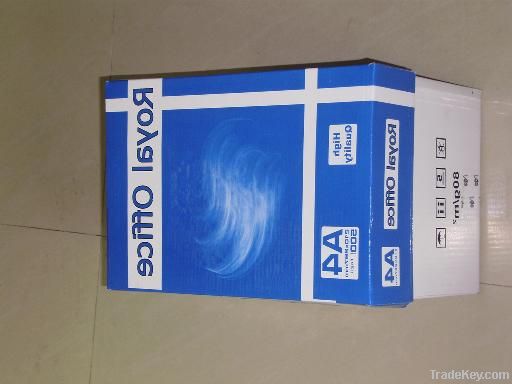 Royal Office
High
Quality
500
A4
Royal Office
A4
80g/m²
TradeKey.com